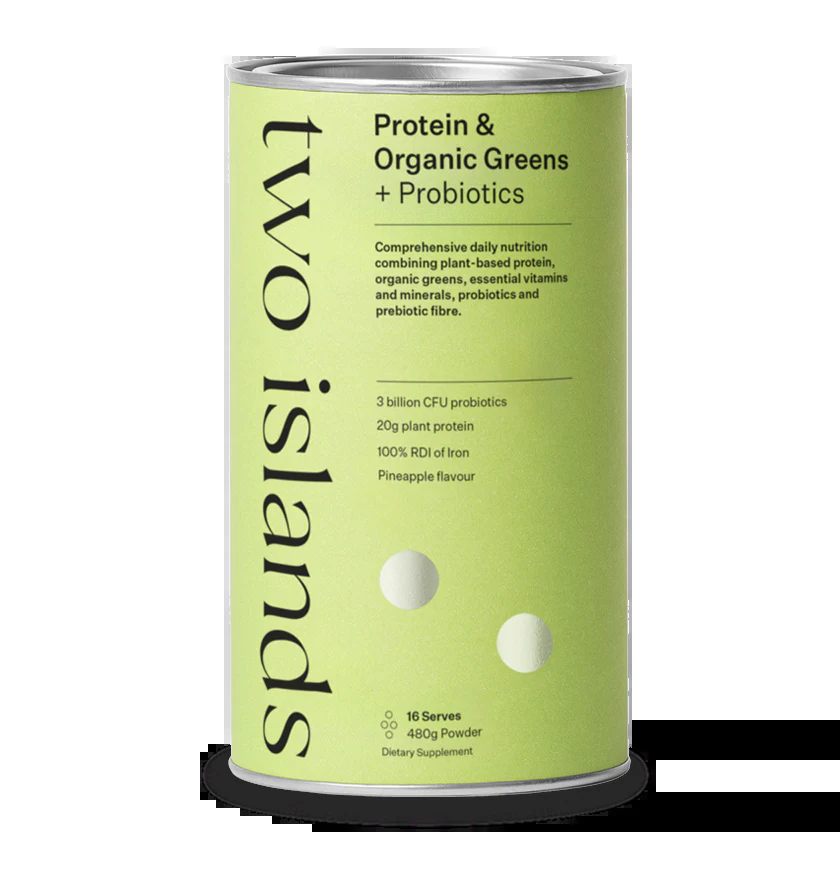 two islands
Protein &
Organic Greens
+ Probiotics
Comprehensive daily nutrition
combining plant-based protein,
organic greens, essential vitamins
and minerals, probiotics and
prebiotic fibre.
3 billion CFU probiotics
20g plant protein
100% RDI of Iron
Pineapple flavour
16 Serves
480g Powder
Dietary Supplement